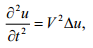 ∂²u/∂t² = V²Δu,